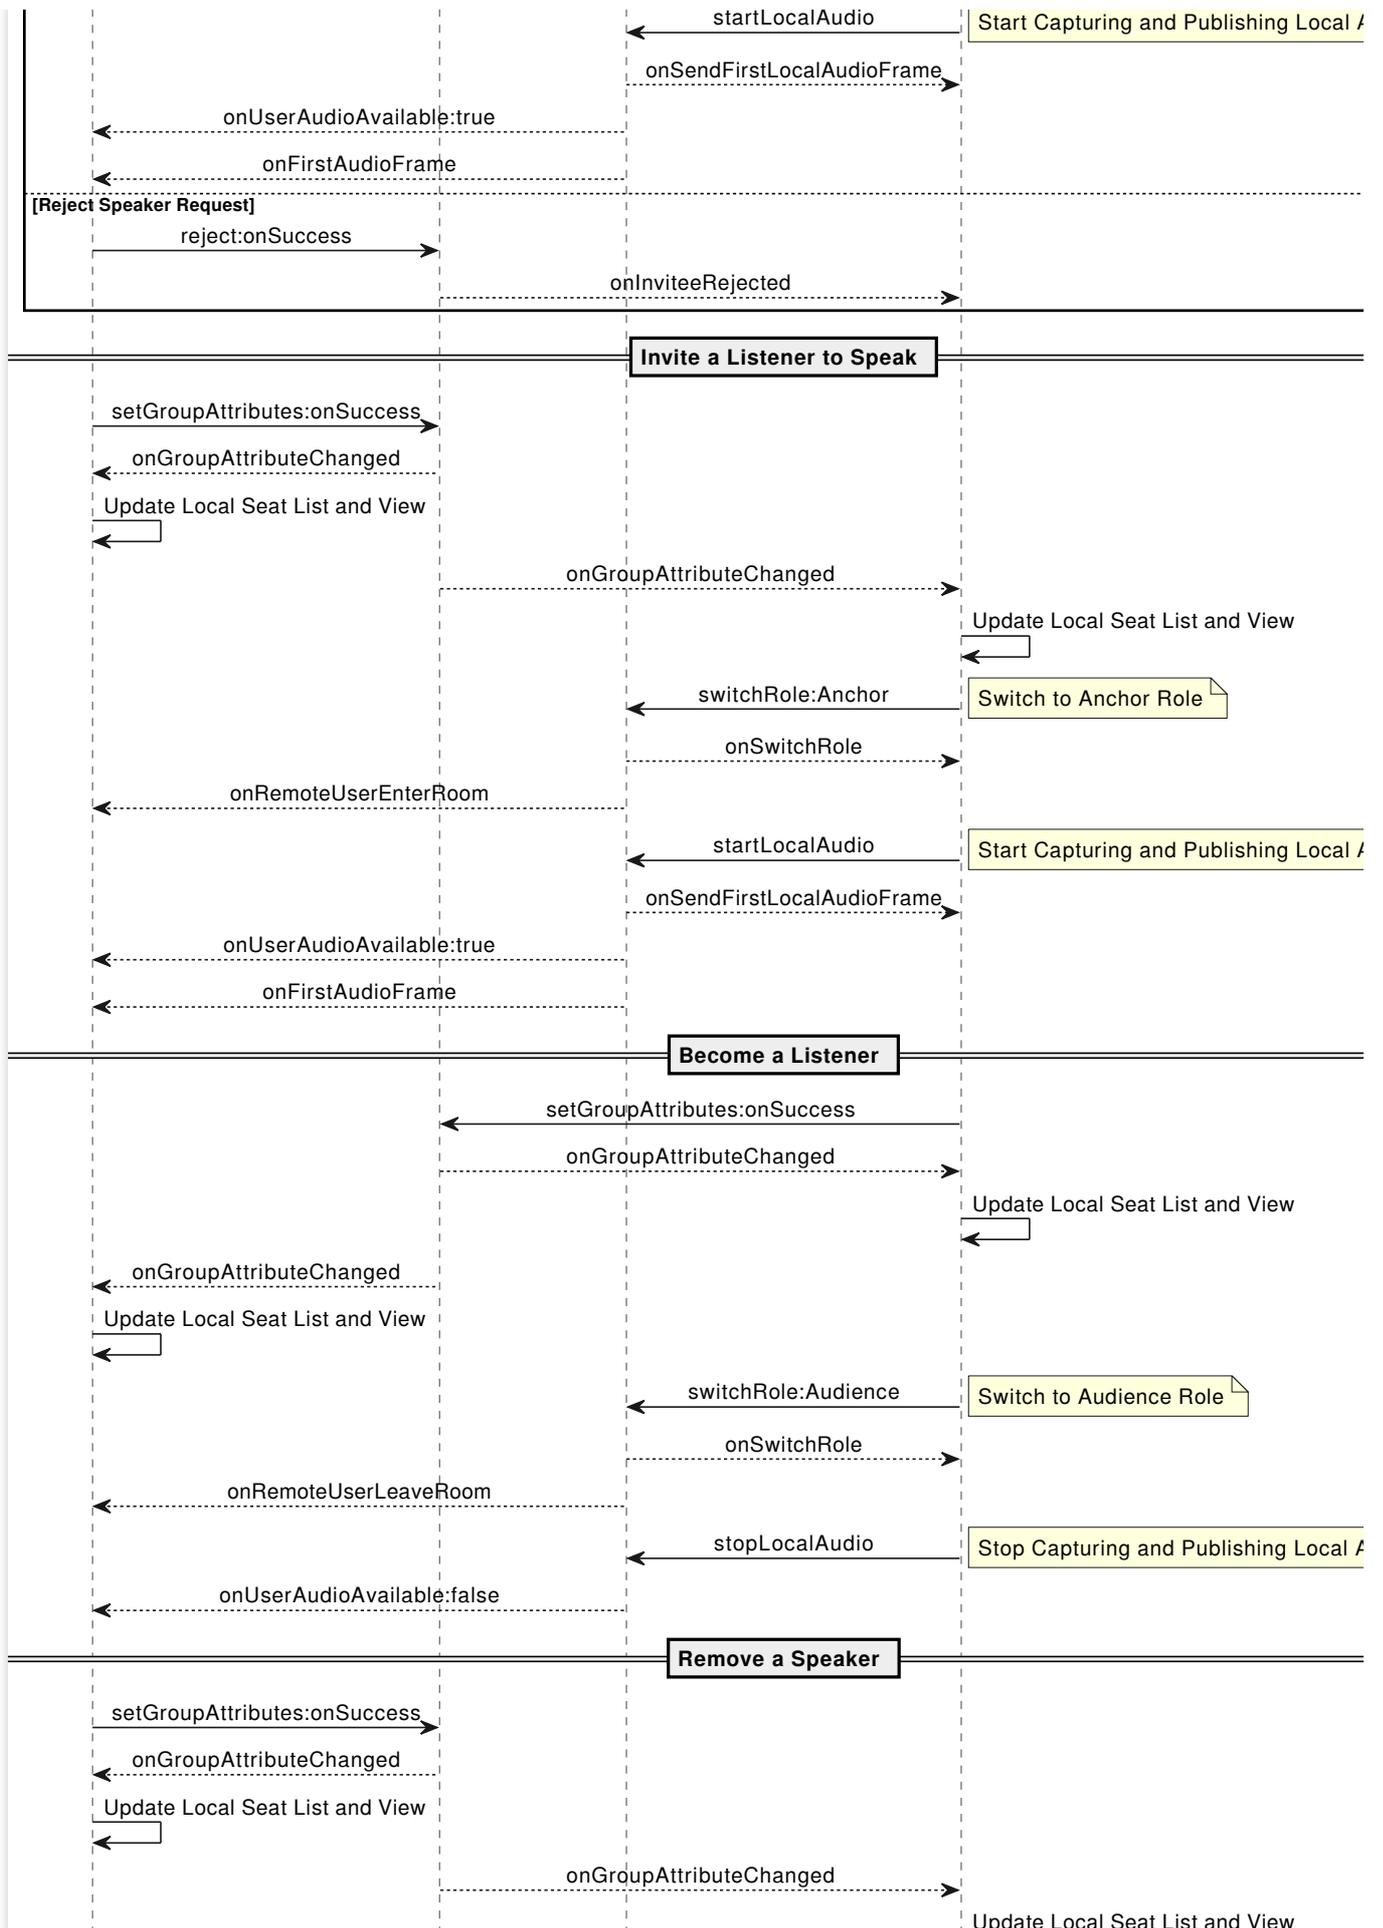 startLocalAudio
Start Capturing and Publishing Local
onSendFirstLocalAudioFrame
onUserAudioAvailable:true
onFirstAudioFrame
[Reject Speaker Request]
reject:onSuccess
onInviteeRejected
Invite a Listener to Speak
setGroupAttributes:onSuccess
onGroupAttributeChanged
Update Local Seat List and View
onGroupAttributeChanged
Update Local Seat List and View
switchRole:Anchor
Switch to Anchor Role
onSwitchRole
onRemoteUserEnterRoom
startLocalAudio
Start Capturing and Publishing Local
onSendFirstLocalAudioFrame
onUserAudioAvailable:true
onFirstAudioFrame
Become a Listener
setGroupAttributes:onSuccess
onGroupAttributeChanged
Update Local Seat List and View
onGroupAttributeChanged
Update Local Seat List and View
switchRole:Audience
Switch to Audience Role
onSwitchRole
onRemoteUserLeaveRoom
stopLocalAudio
Stop Capturing and Publishing Local
onUserAudioAvailable:false
Remove a Speaker
setGroupAttributes:onSuccess
onGroupAttributeChanged
Update Local Seat List and View
onGroupAttributeChanged
Update Local Seat List and View